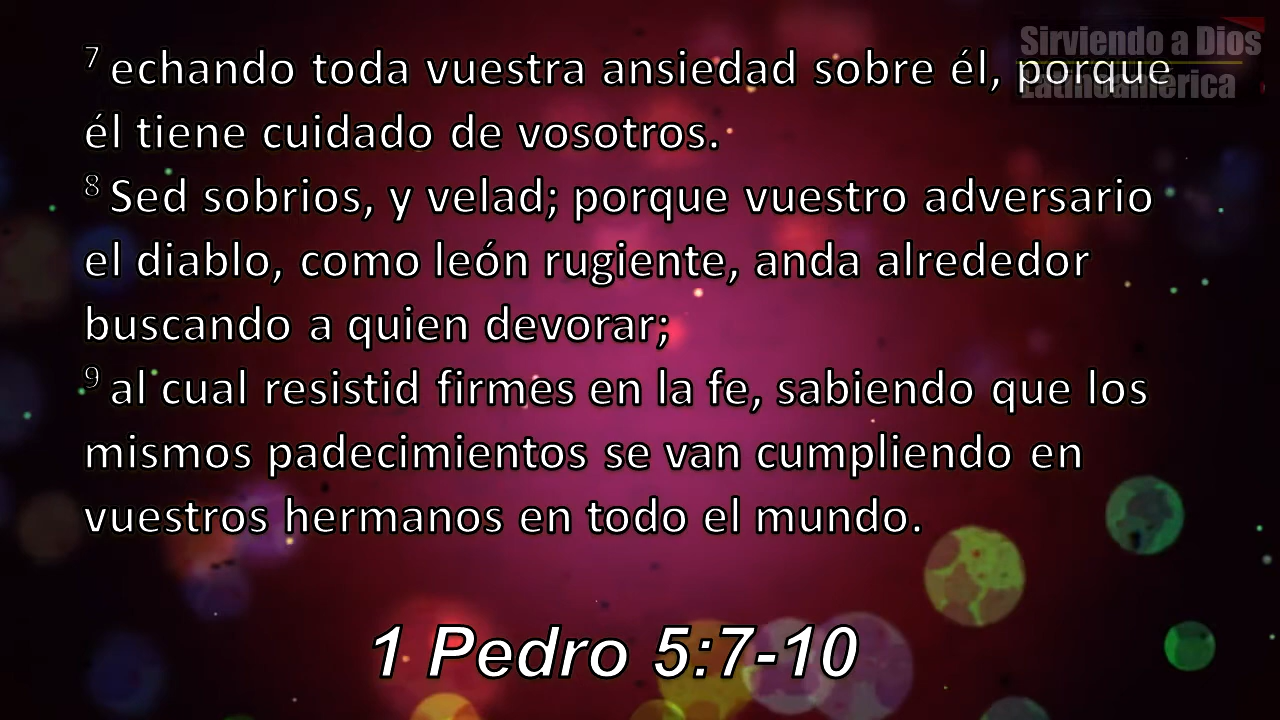 Sirviendo a Dios
Latinoamérica
7 echando toda vuestra ansiedad sobre él, porque
él tiene cuidado de vosotros.
8 Sed sobrios, y velad; porque vuestro adversario
el diablo, como león rugiente, anda alrededor
buscando a quien devorar;
9 al cual resistid firmes en la fe, sabiendo que los
mismos padecimientos se van cumpliendo en
vuestros hermanos en todo el mundo.
1 Pedro 5:7-10